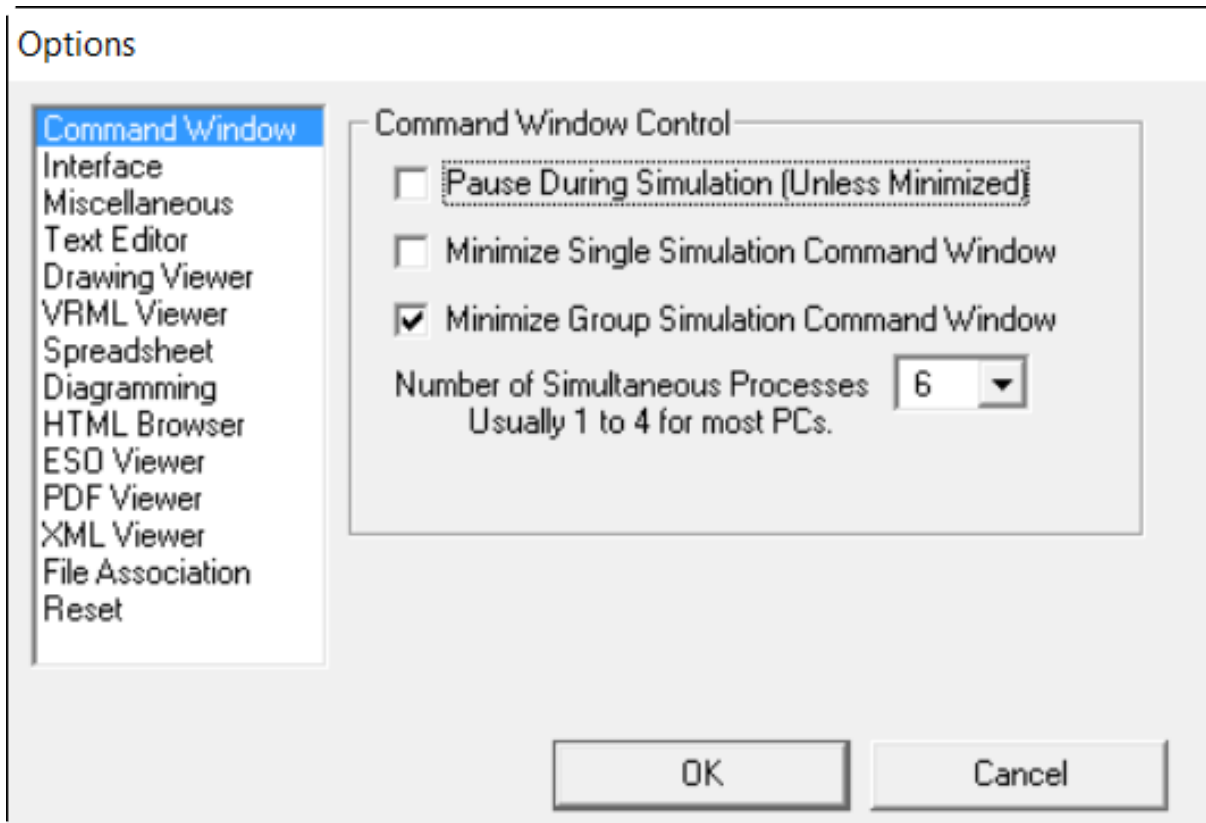 Options
Command Window
Interface
Miscellaneous
Text Editor
Drawing Viewer
VRML Viewer
Spreadsheet
Diagramming
HTML Browser
ESO Viewer
PDF Viewer
XML Viewer
File Association
Reset
Command Window Control
Pause During Simulation (Unless Minimized)
Minimize Single Simulation Command Window
Minimize Group Simulation Command Window
Number of Simultaneous Processes 6
Usually 1 to 4 for most PCs.
OK Cancel